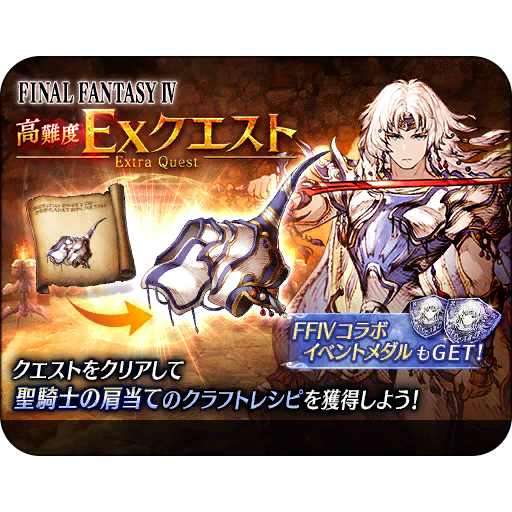 FINAL FANTASY IV
高難度 EXクエスト
Extra Quest
FFIVコラボ
イベントメダルもGET!
クエストをクリアして
聖騎士の肩当てのクラフトレシピを獲得しよう!